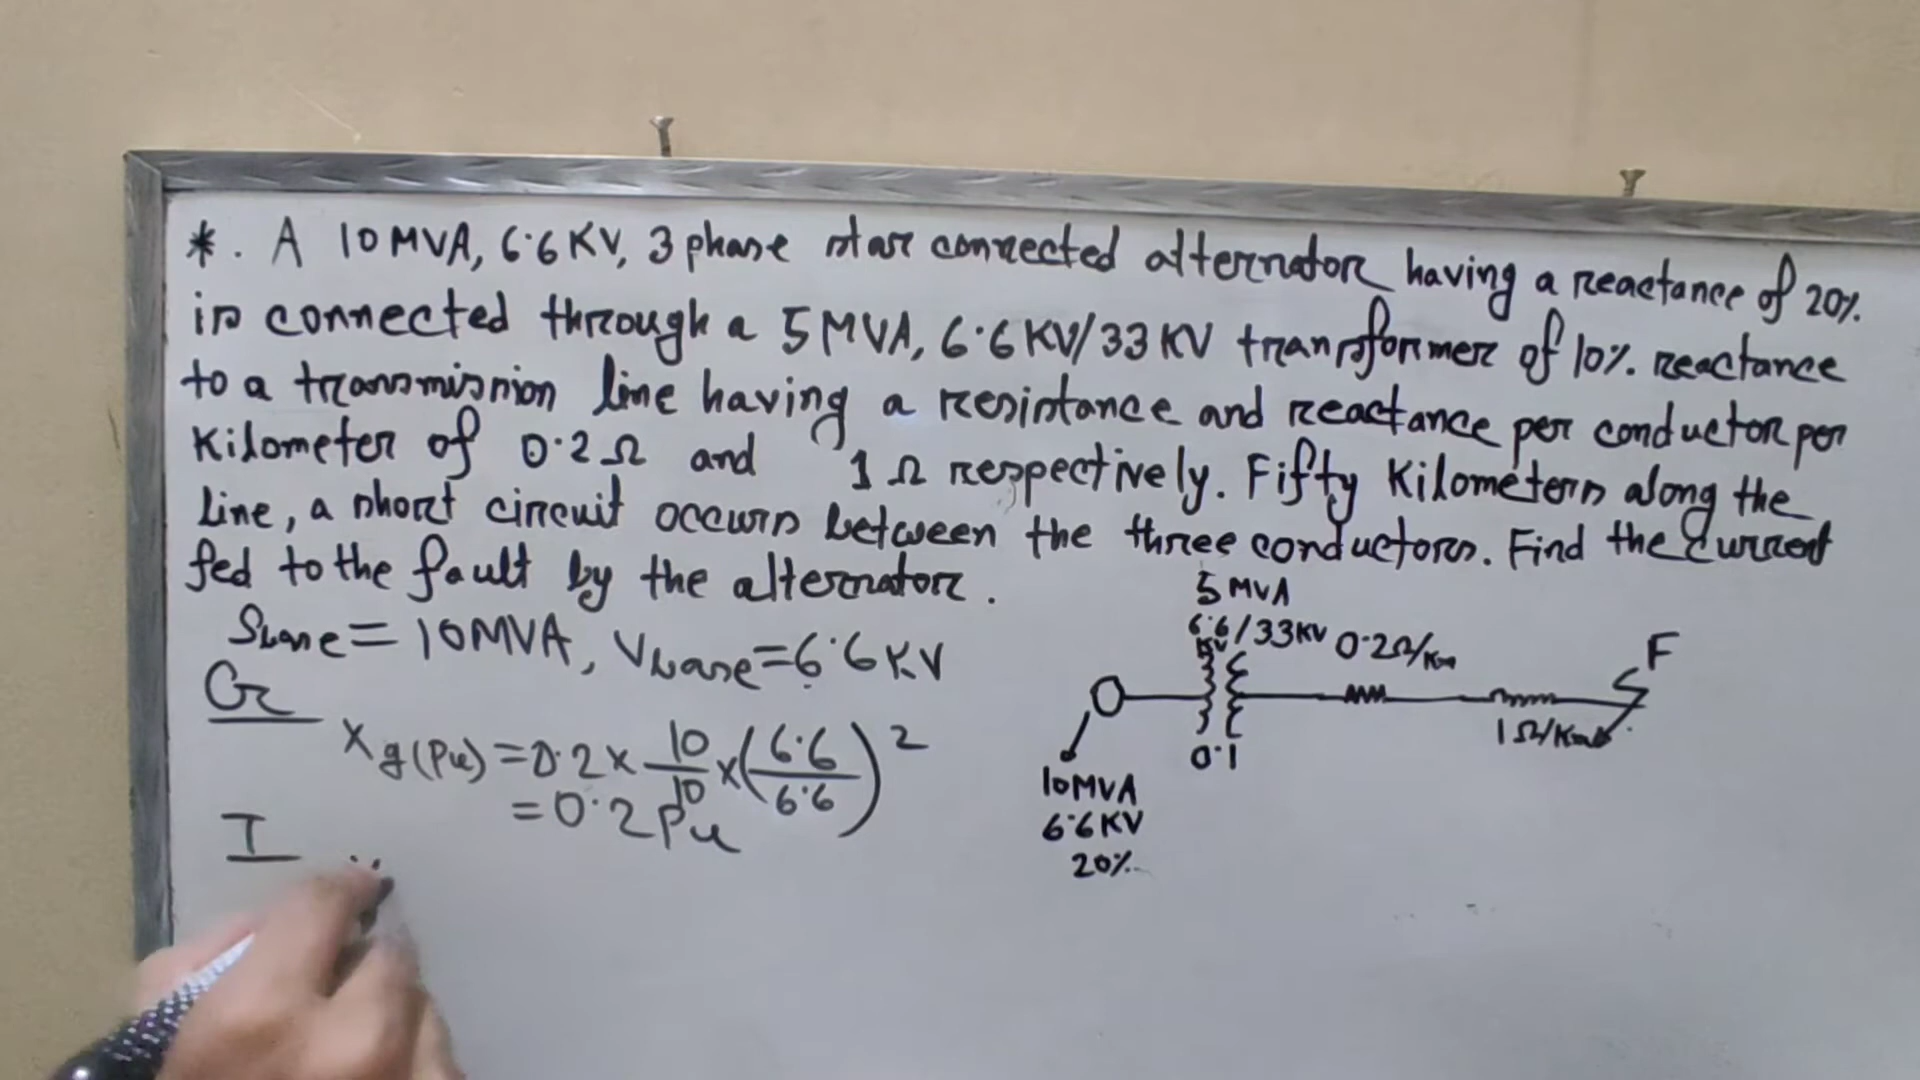 *. A 10 MVA, 6.6 KV, 3 phase star connected alternator having a reactance of 20%.
is connected through a 5 MVA, 6.6 KV/33 KV transformer of 10%. reactance
to a transmission line having a resistance and reactance per conductor per
Kilometer of 0.2 Ω and 1 Ω respectively. Fifty Kilometers along the
line, a short circuit occurs between the three conductors. Find the current
fed to the fault by the alternator.
Sbase = 10 MVA, Vbase = 6.6 KV
5 MVA
6.6/33 KV
KV
0.2Ω/Km
F
G
1Ω/Km
0.1
Xg(Pu) = 0.2 × 10/10 × (6.6/6.6)²
= 0.2 Pu
10 MVA
6.6 KV
20%.
T